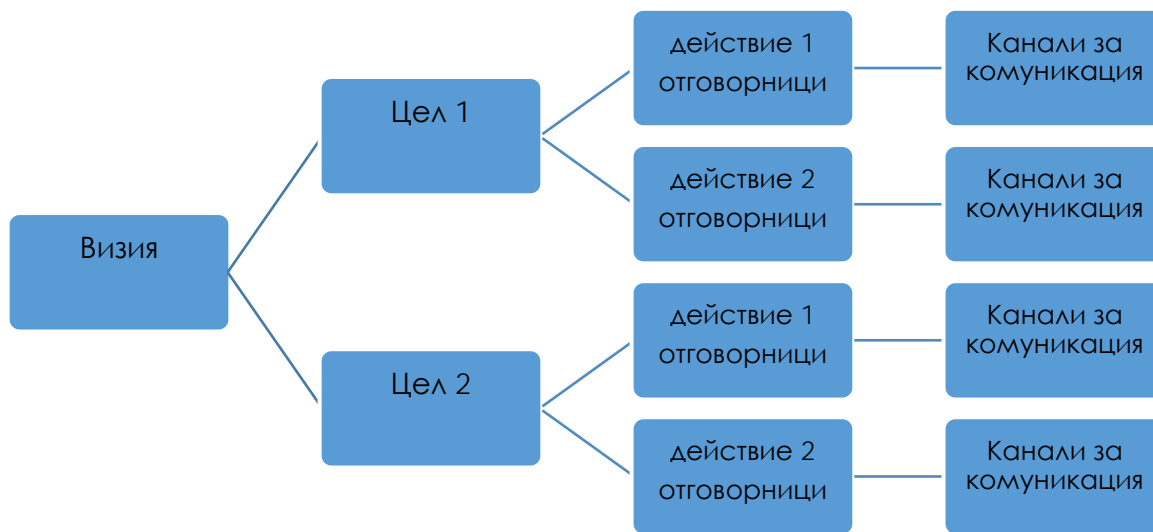 Визия
Цел 1
действие 1
отговорници
Канали за
комуникация
действие 2
отговорници
Канали за
комуникация
Цел 2
действие 1
отговорници
Канали за
комуникация
действие 2
отговорници
Канали за
комуникация